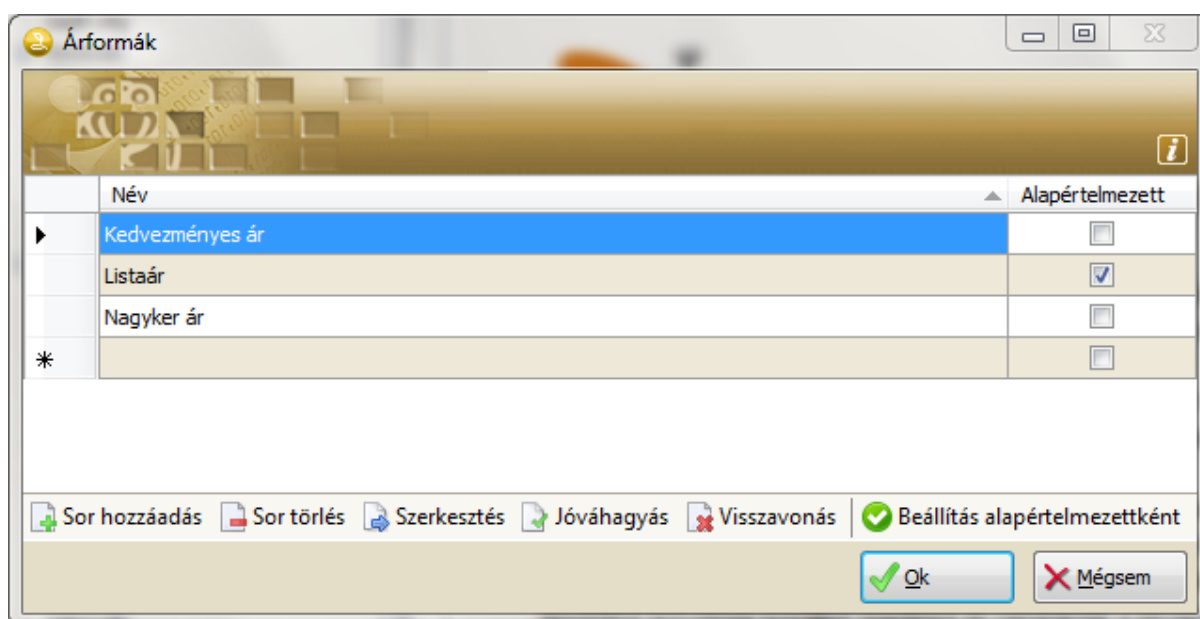 Árformák
Név Alapértelmezett
Kedvezményes ár
Listaár
Nagyker ár
Sor hozzáadás Sor törlés Szerkesztés Jóváhagyás Visszavonás Beállítás alapértelmezettként
Ok Mégsem